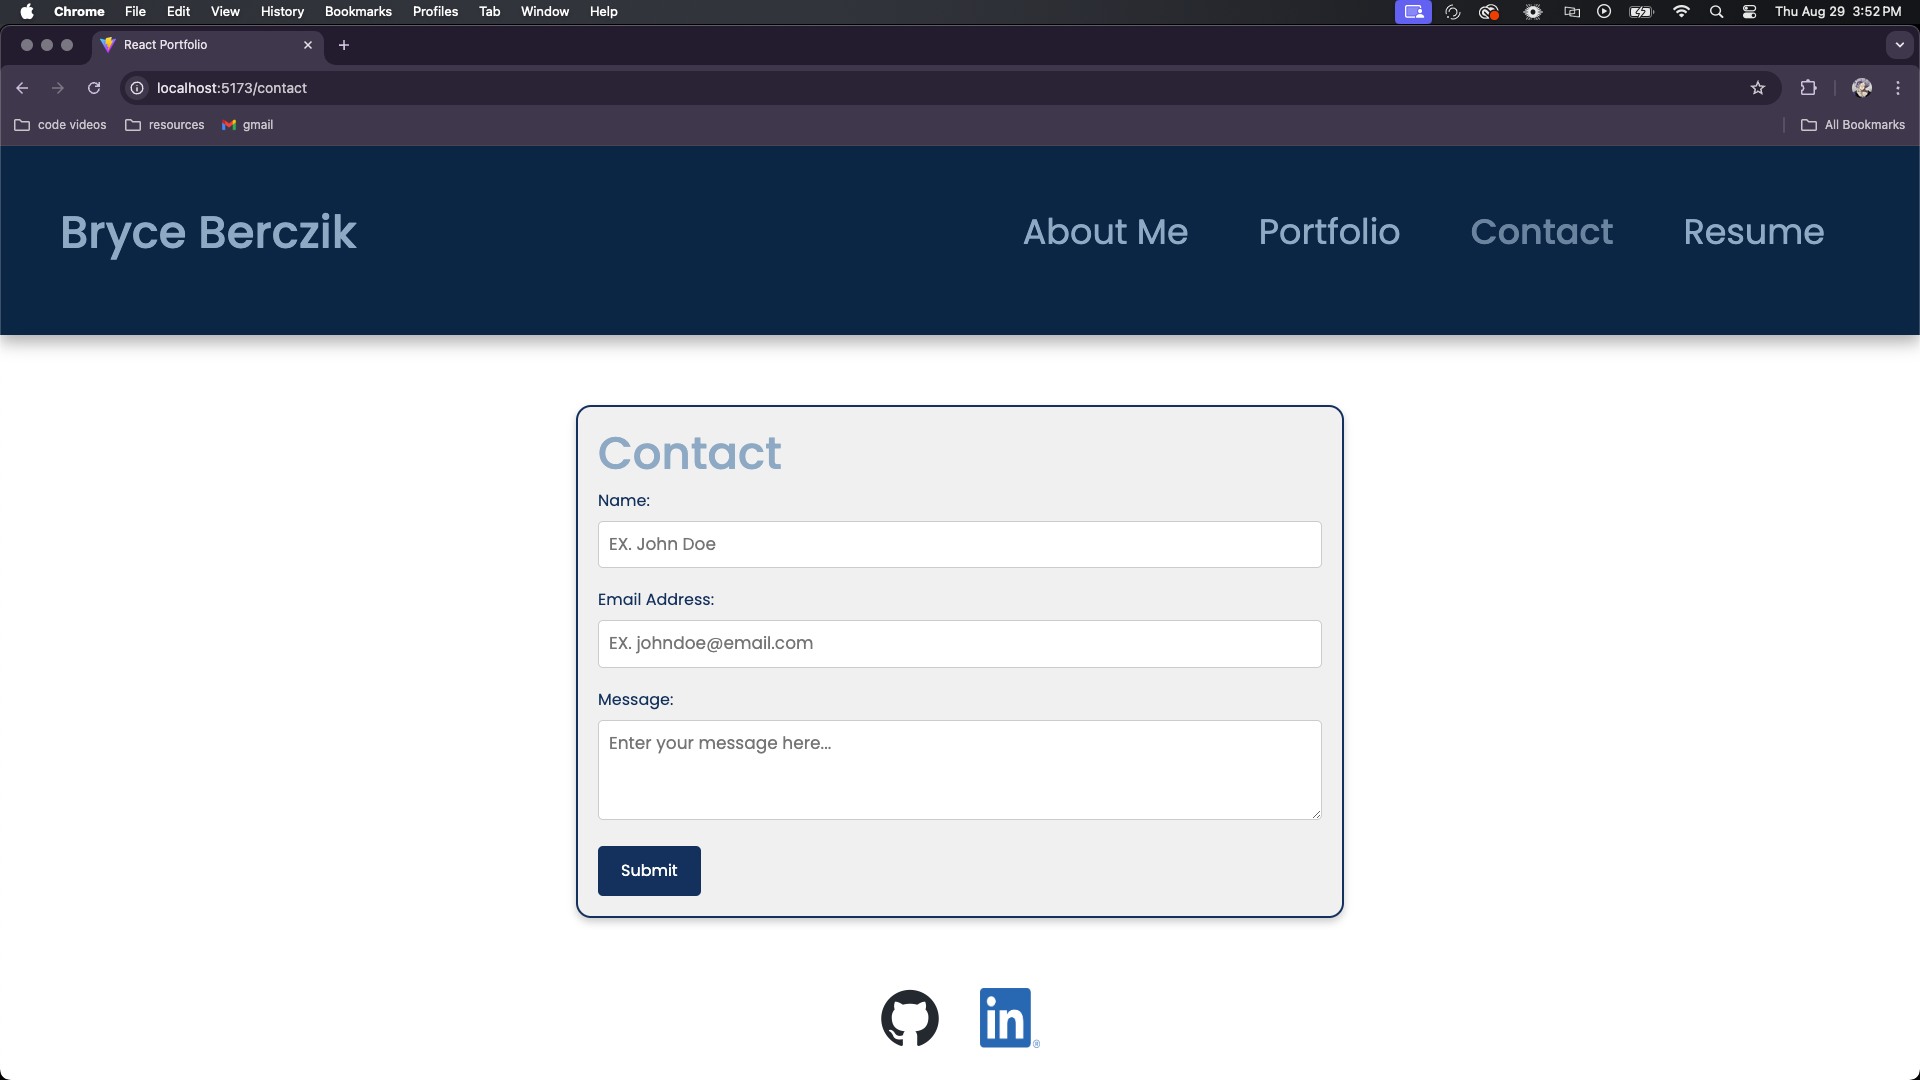 Chrome File Edit View History Bookmarks Profiles Tab Window Help Thu Aug 29 3:52 PM
React Portfolio
localhost:5173/contact
code videos resources gmail All Bookmarks
Bryce Berczik About Me Portfolio Contact Resume
Contact
Name:
EX. John Doe
Email Address:
EX. johndoe@email.com
Message:
Enter your message here...
Submit
in®